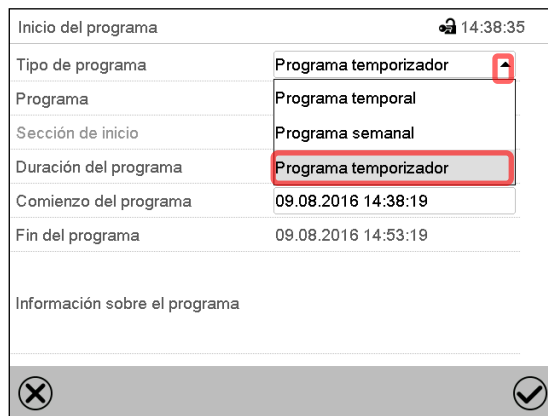 Inicio del programa 14:38:35
Tipo de programa Programa temporizador
Programa Programa temporal
Sección de inicio Programa semanal
Duración del programa Programa temporizador
Comienzo del programa 09.08.2016 14:38:19
Fin del programa 09.08.2016 14:53:19
Información sobre el programa